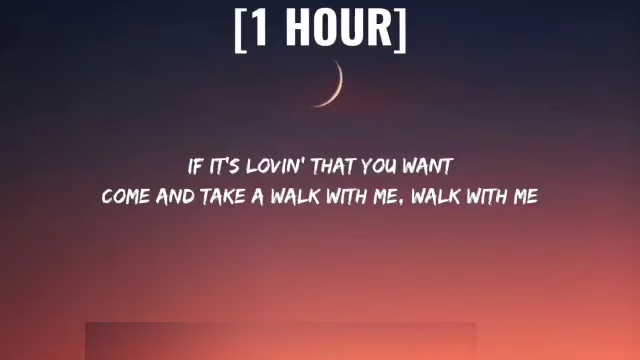 [1 HOUR]
IF IT'S LOVIN' THAT YOU WANT
COME AND TAKE A WALK WITH ME, WALK WITH ME